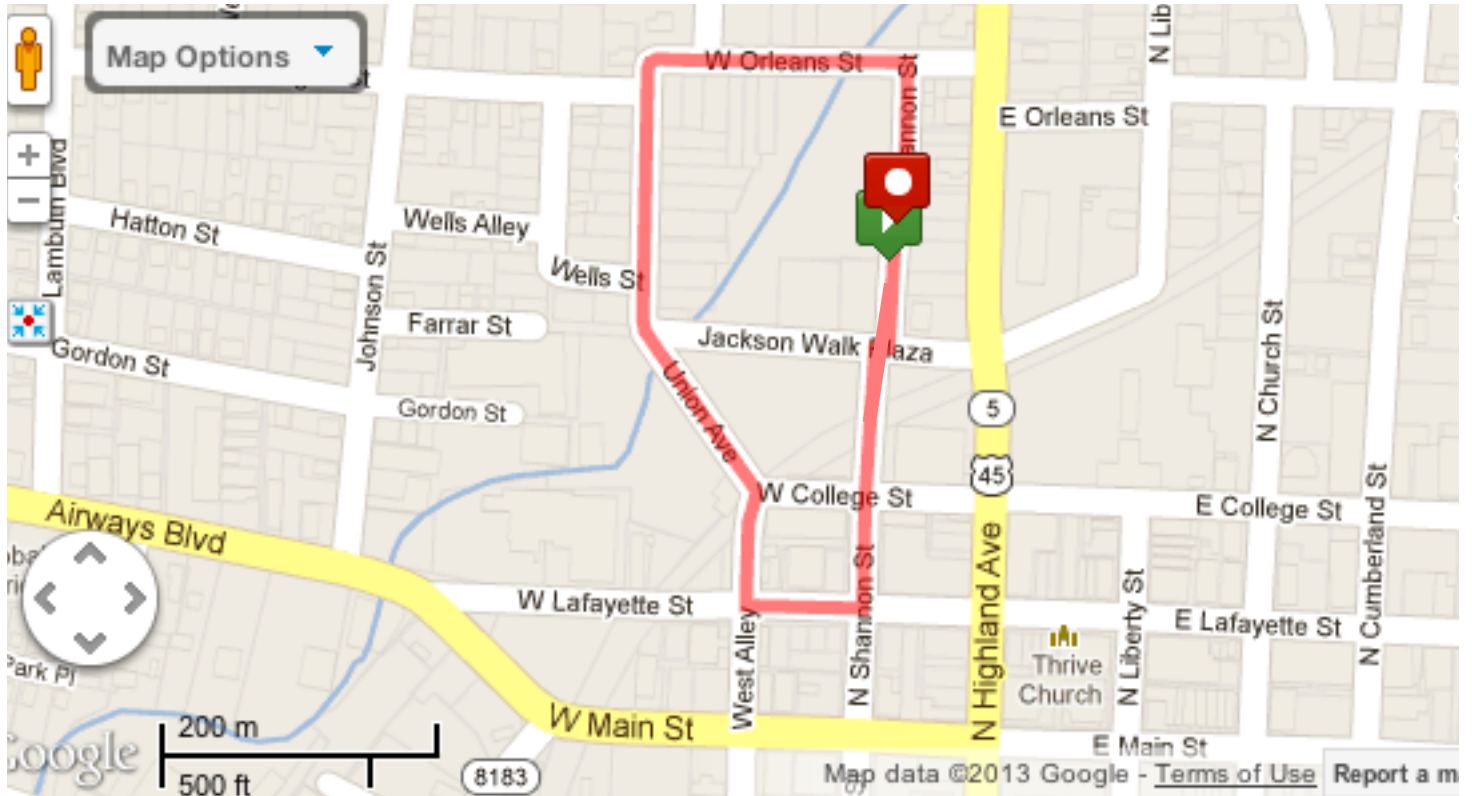 Map Options
W Orleans St
N Lib
E Orleans St
Lambuth Blvd
Hatton St
Wells Alley
Wells St
Johnson St
Farrar St
Jackson Walk Plaza
Gordon St
Gordon St
Union Ave
5
45
N Church St
W College St
E College St
Airways Blvd
N Cumberland St
N Highland Ave
W Lafayette St
N Shannon St
West Alley
N Liberty St
E Lafayette St
Thrive
Church
Park Pl
W Main St
E Main St
200 m
500 ft
Google
8183
Map data ©2013 Google - Terms of Use
Report a m